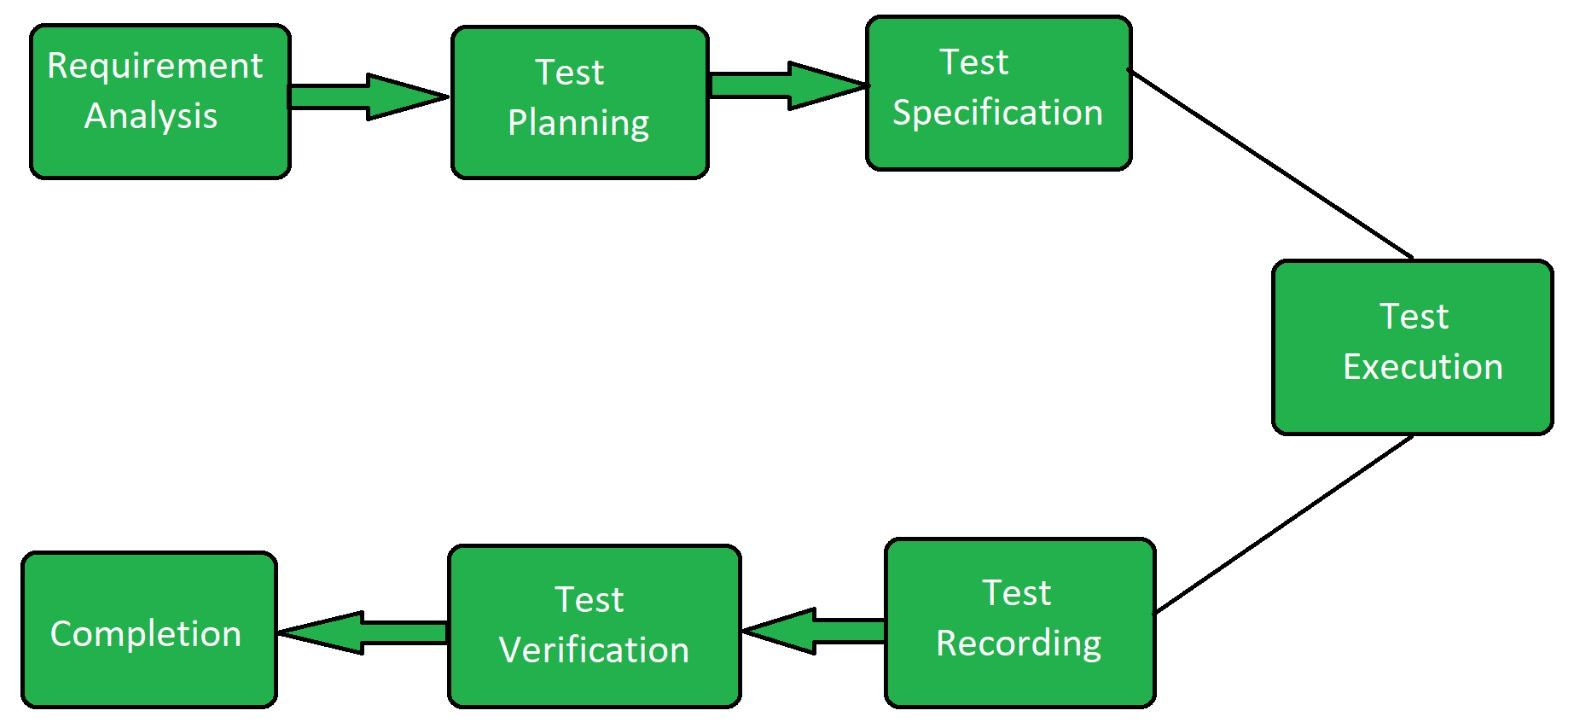 Requirement
Analysis
Test
Planning
Test
Specification
Test
Execution
Test
Recording
Test
Verification
Completion